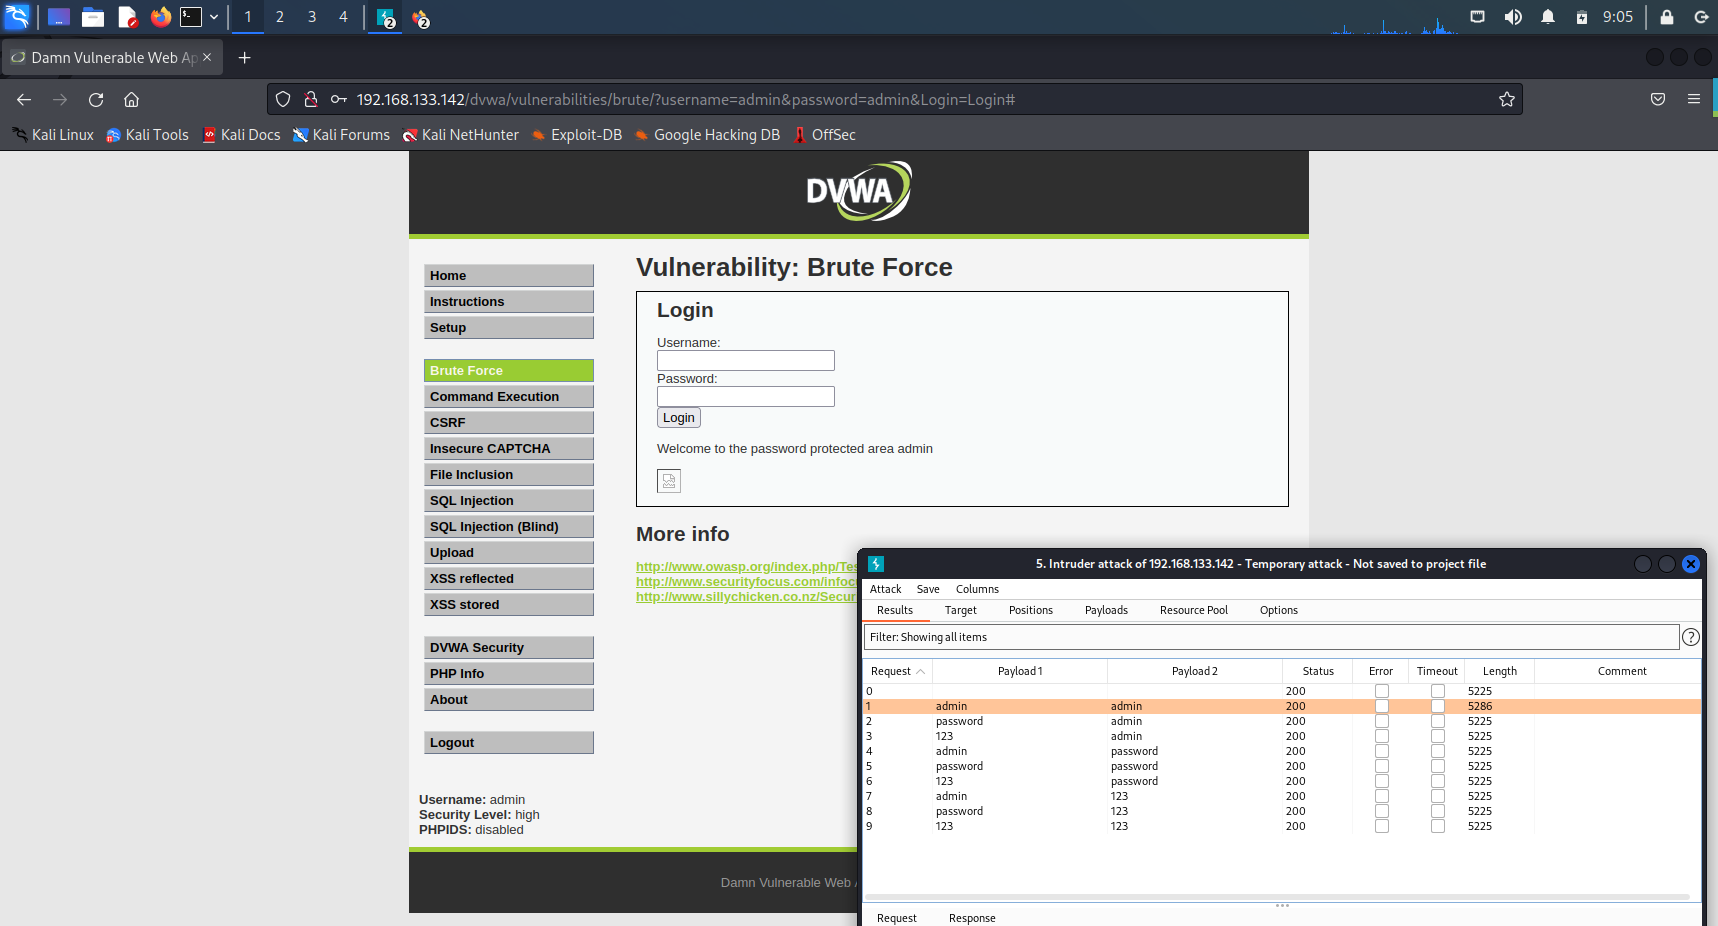 1 2 3 4 2 2 9:05
Damn Vulnerable Web Ap
192.168.133.142/dvwa/vulnerabilities/brute/?username=admin&password=admin&Login=Login#
Kali Linux Kali Tools Kali Docs Kali Forums Kali NetHunter Exploit-DB Google Hacking DB OffSec
DVWA
Home
Instructions
Setup
Brute Force
Command Execution
CSRF
Insecure CAPTCHA
File Inclusion
SQL Injection
SQL Injection (Blind)
Upload
XSS reflected
XSS stored
DVWA Security
PHP Info
About
Logout
Username: admin
Security Level: high
PHPIDS: disabled
Vulnerability: Brute Force
Login
Username:
Password:
Login
Welcome to the password protected area admin
More info
http://www.owasp.org/index.php/Tes
http://www.securityfocus.com/infoc
http://www.sillychicken.co.nz/Secur
Damn Vulnerable Web A
5. Intruder attack of 192.168.133.142 - Temporary attack - Not saved to project file
Attack Save Columns
Results Target Positions Payloads Resource Pool Options
Filter: Showing all items ?
Request Payload 1 Payload 2 Status Error Timeout Length Comment
0 200 5225
1 admin admin 200 5286
2 password admin 200 5225
3 123 admin 200 5225
4 admin password 200 5225
5 password password 200 5225
6 123 password 200 5225
7 admin 123 200 5225
8 password 123 200 5225
9 123 123 200 5225
Request Response